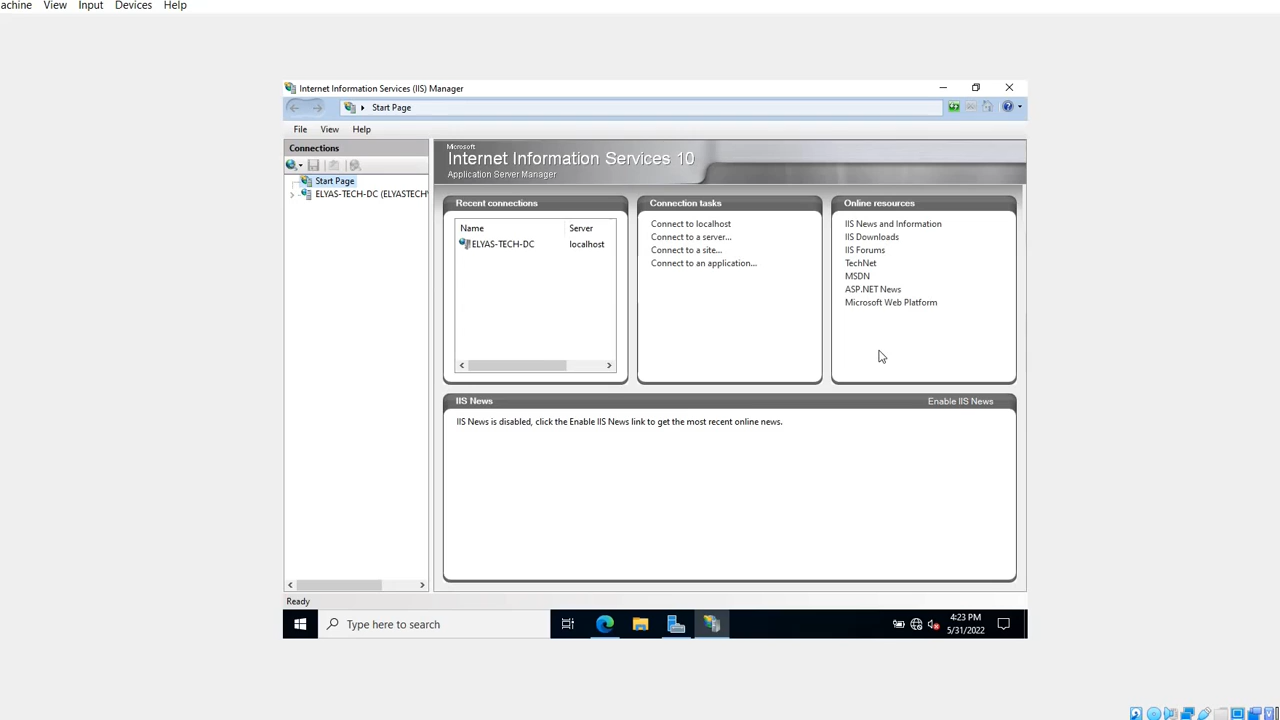 achine View Input Devices Help
Internet Information Services (IIS) Manager
Start Page
File View Help
Connections
Start Page
ELYAS-TECH-DC (ELYASTECH
Microsoft
Internet Information Services 10
Application Server Manager
Recent connections
Name Server
ELYAS-TECH-DC localhost
Connection tasks
Connect to localhost
Connect to a server...
Connect to a site...
Connect to an application...
Online resources
IIS News and Information
IIS Downloads
IIS Forums
TechNet
MSDN
ASP.NET News
Microsoft Web Platform
IIS News Enable IIS News
IIS News is disabled, click the Enable IIS News link to get the most recent online news.
Ready
Type here to search
4:23 PM
5/31/2022